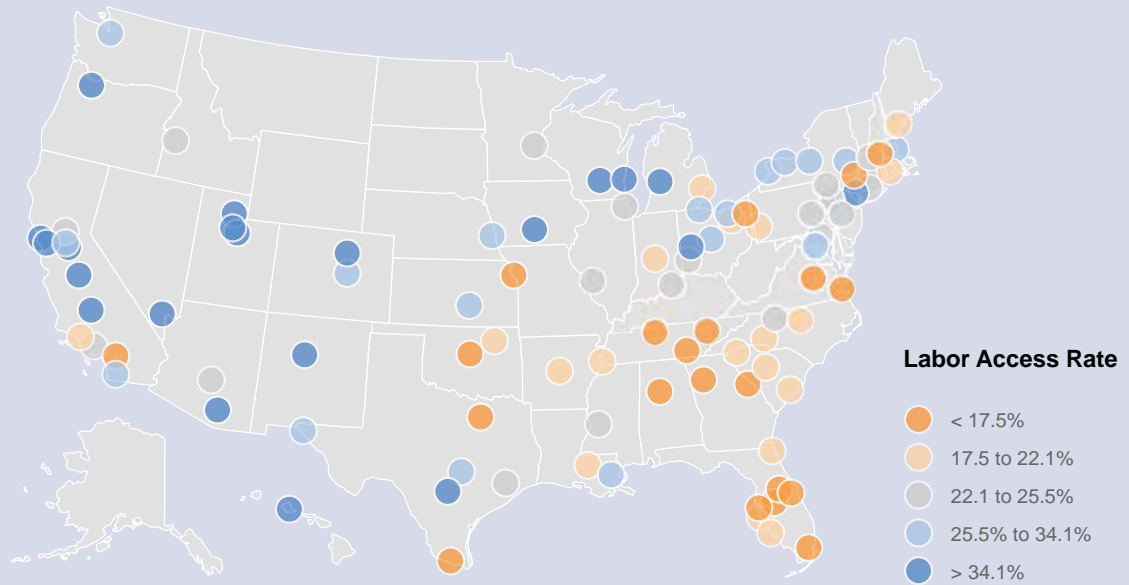 Labor Access Rate
< 17.5%
17.5 to 22.1%
22.1 to 25.5%
25.5% to 34.1%
> 34.1%